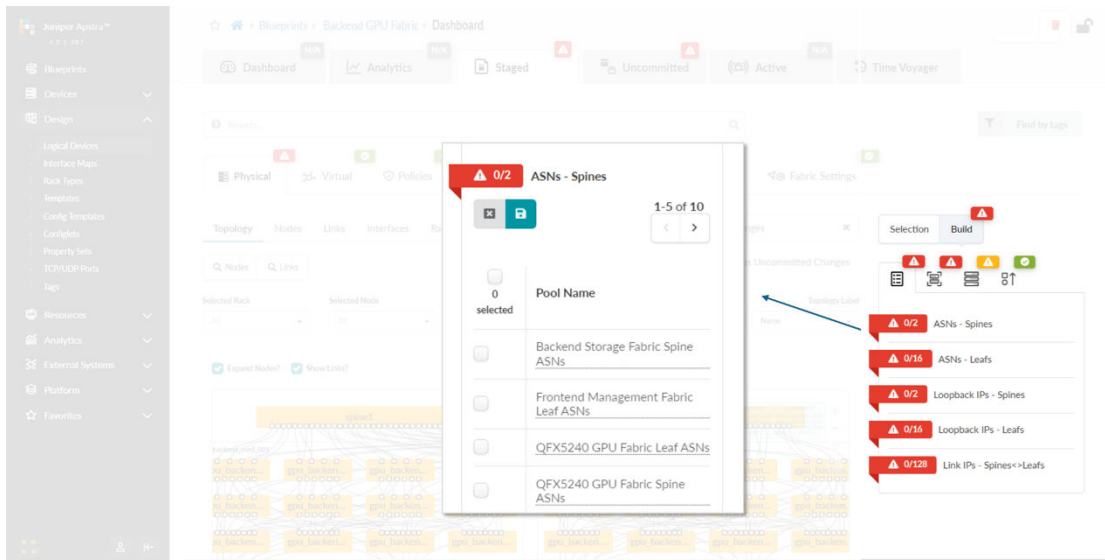 Juniper Apstra™
Blueprints
Devices
Design
Logical Devices
Interface Maps
Rack Types
Templates
Config Templates
Configlets
Property Sets
TCP/UDP Ports
Tags
Resources
Analytics
External Systems
Platform
Favorites
Blueprints
Backend GPU Fabric
Dashboard
N/A
N/A
N/A
Dashboard
Analytics
Staged
Uncommitted
Active
Time Voyager
Find by tags
Physical
Virtual
Policies
Fabric Settings
Topology
Nodes
Links
Interfaces
Nodes
Links
Uncommitted Changes
Selected Rack
Selected Node
Topology Label
All
Name
Expand Nodes?
Show Links?
spine1
0/2 ASNs - Spines
1-5 of 10
0
selected
Pool Name
Backend Storage Fabric Spine
ASNs
Frontend Management Fabric
Leaf ASNs
QFX5240 GPU Fabric Leaf ASNs
QFX5240 GPU Fabric Spine
ASNs
Selection
Build
0/2 ASNs - Spines
0/16 ASNs - Leafs
0/2 Loopback IPs - Spines
0/16 Loopback IPs - Leafs
0/128 Link IPs - Spines<>Leafs